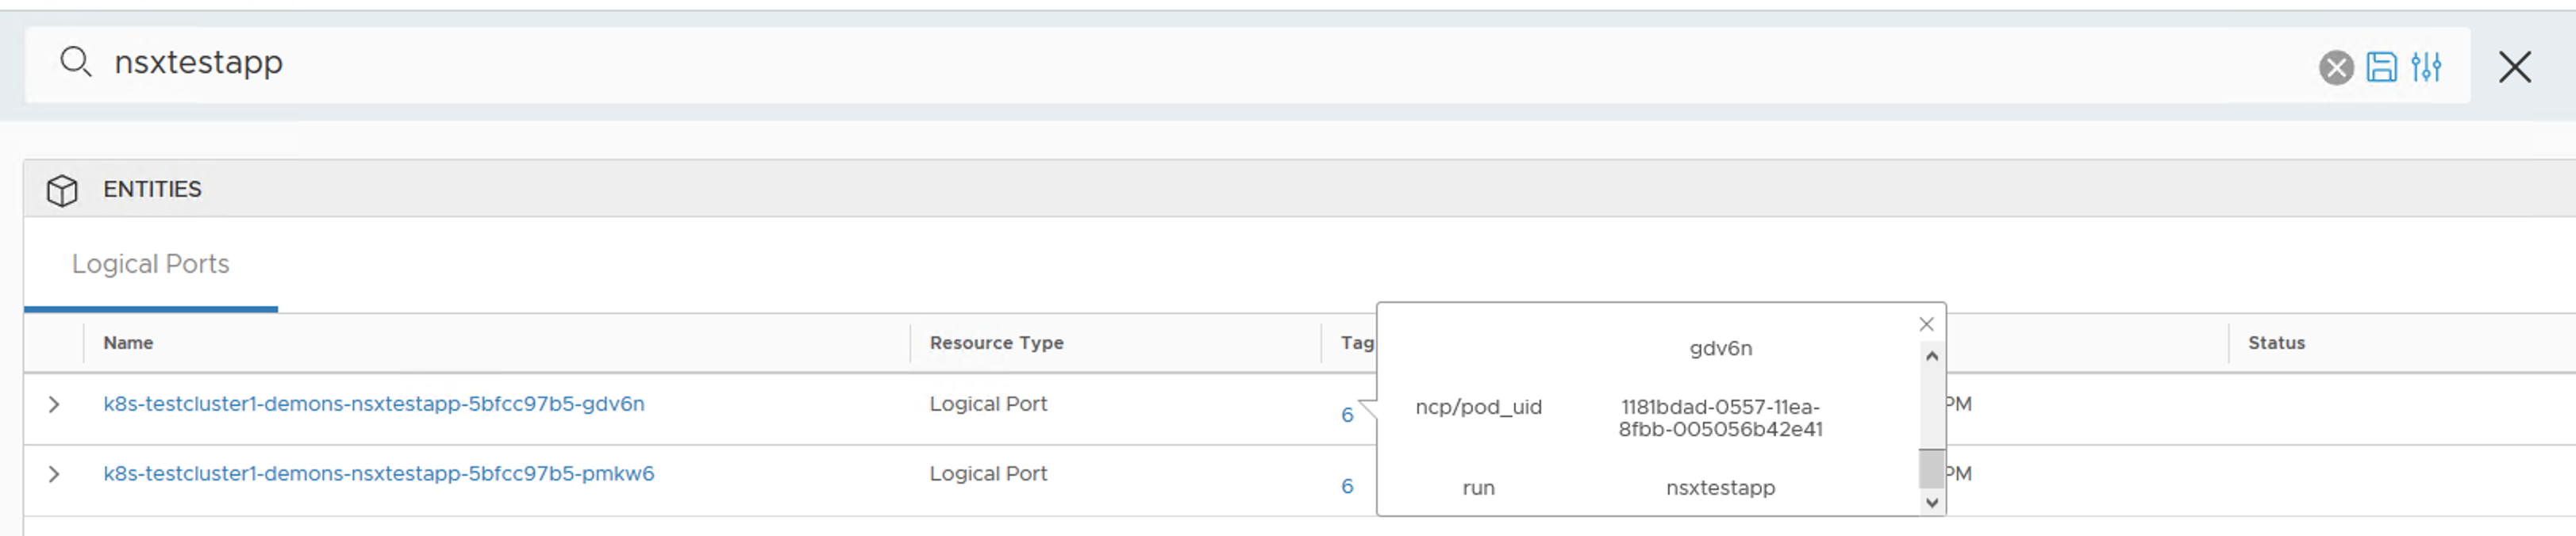 nsxtestapp
ENTITIES
Logical Ports
Name Resource Type Tag Status
gdv6n
k8s-testcluster1-demons-nsxtestapp-5bfcc97b5-gdv6n Logical Port 6 PM
ncp/pod_uid 1181bdad-0557-11ea-
8fbb-005056b42e41
k8s-testcluster1-demons-nsxtestapp-5bfcc97b5-pmkw6 Logical Port 6 PM
run nsxtestapp